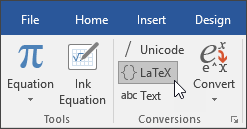 File Home Insert Design
π Equation
Ink Equation
Tools
/ Unicode
{} LaTeX
abc Text
e x e^x Convert
Conversions